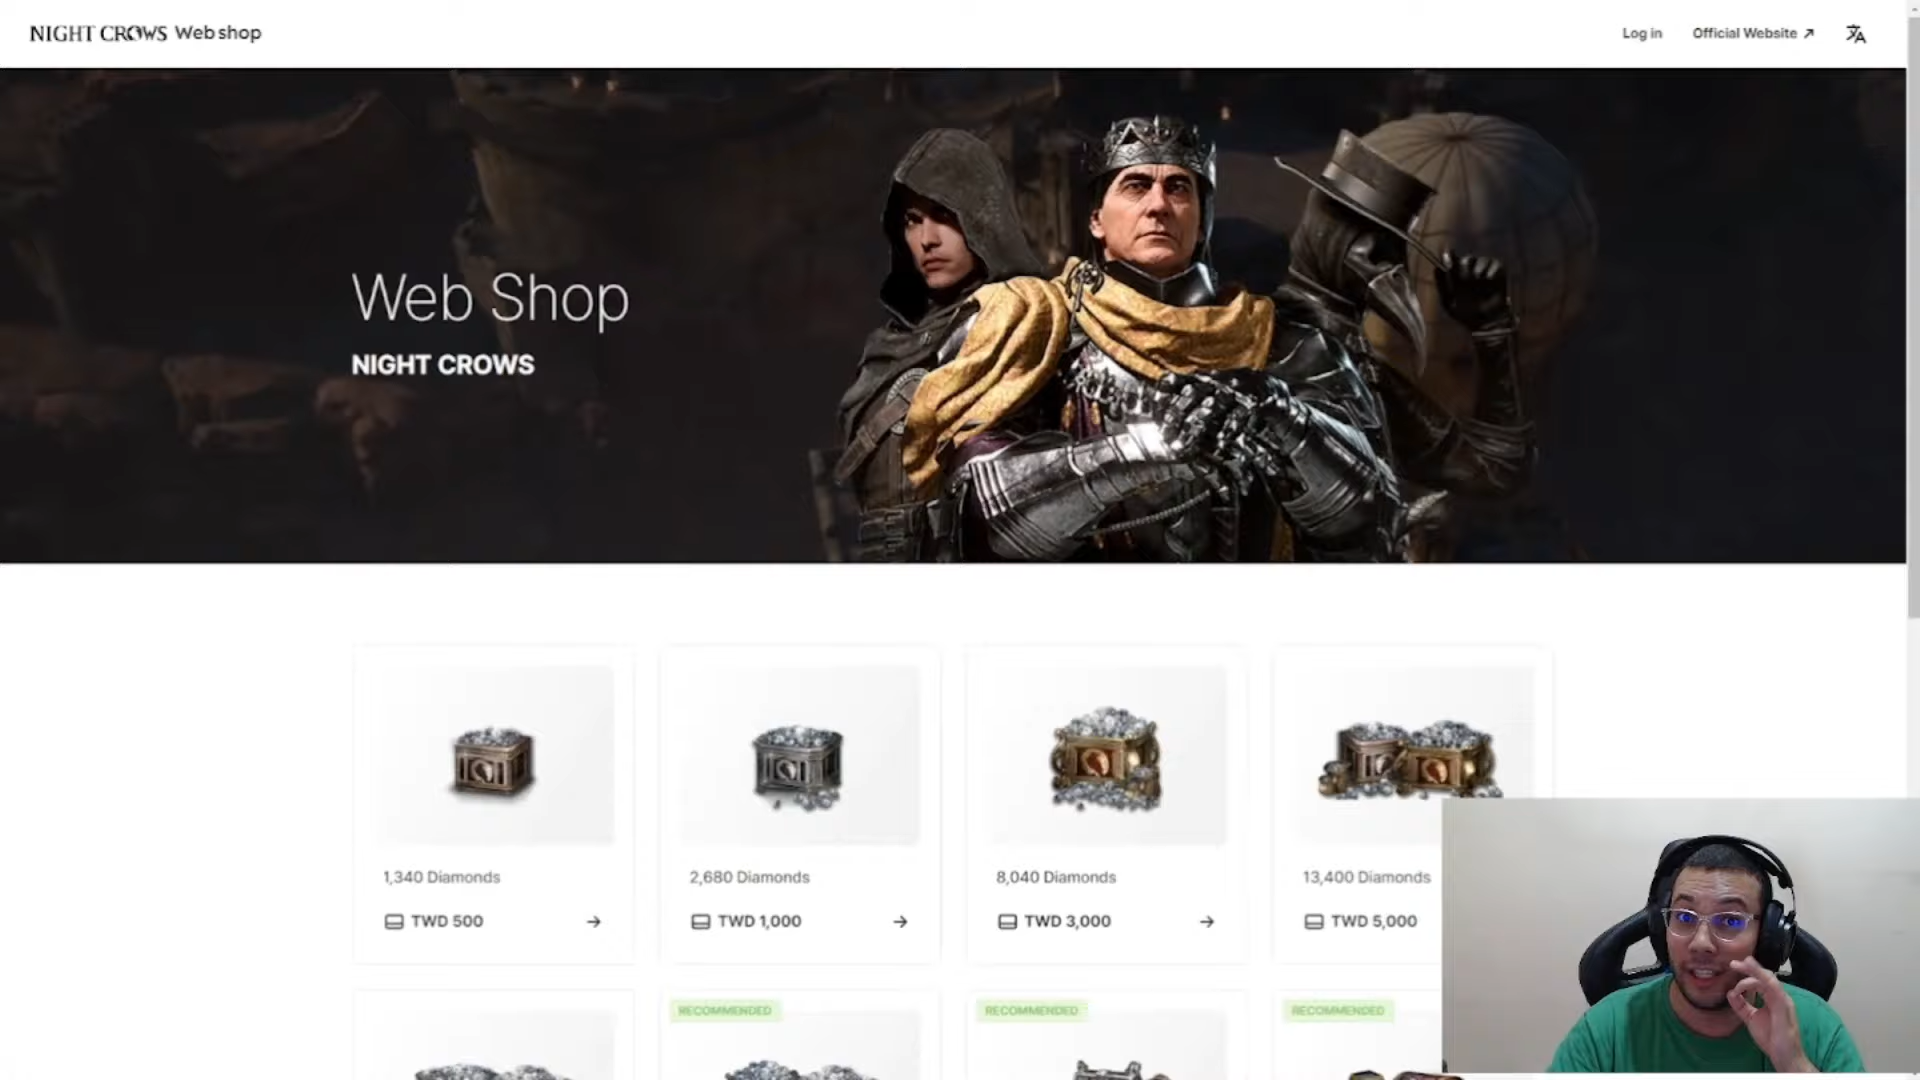 NIGHT CROWS Web shop
Log in
Official Website
Web Shop
NIGHT CROWS
1,340 Diamonds
TWD 500
2,680 Diamonds
TWD 1,000
8,040 Diamonds
TWD 3,000
13,400 Diamonds
TWD 5,000
RECOMMENDED
RECOMMENDED
RECOMMENDED